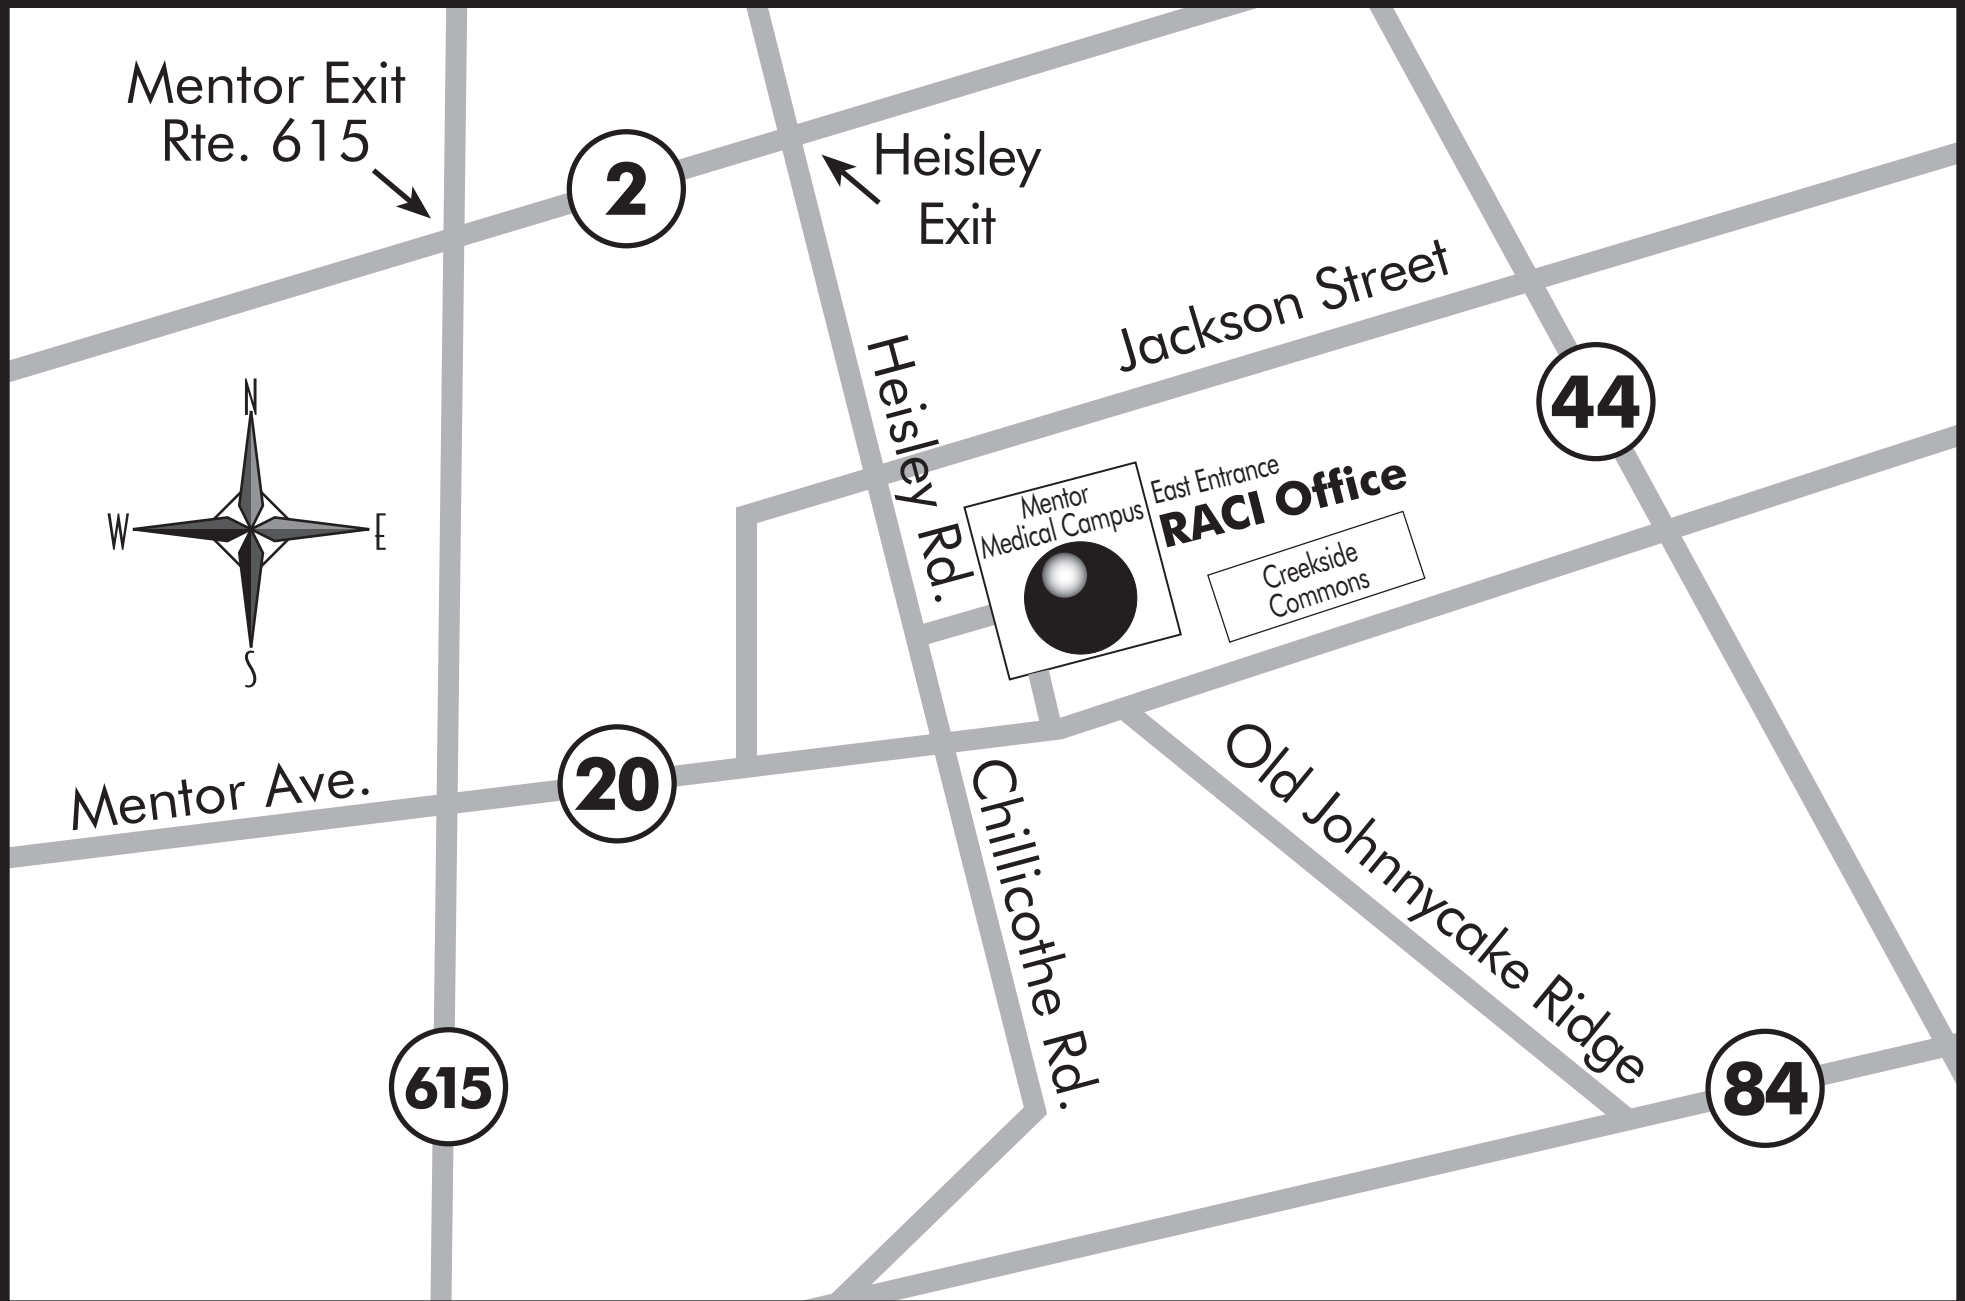 Mentor Exit
Rte. 615
2
Heisley
Exit
Jackson Street
Heisley Rd.
44
N
W
E
S
Mentor
Medical Campus
East Entrance
RACI Office
Creekside
Commons
Mentor Ave.
20
Old Johnnycake Ridge
Chillicothe Rd.
615
84